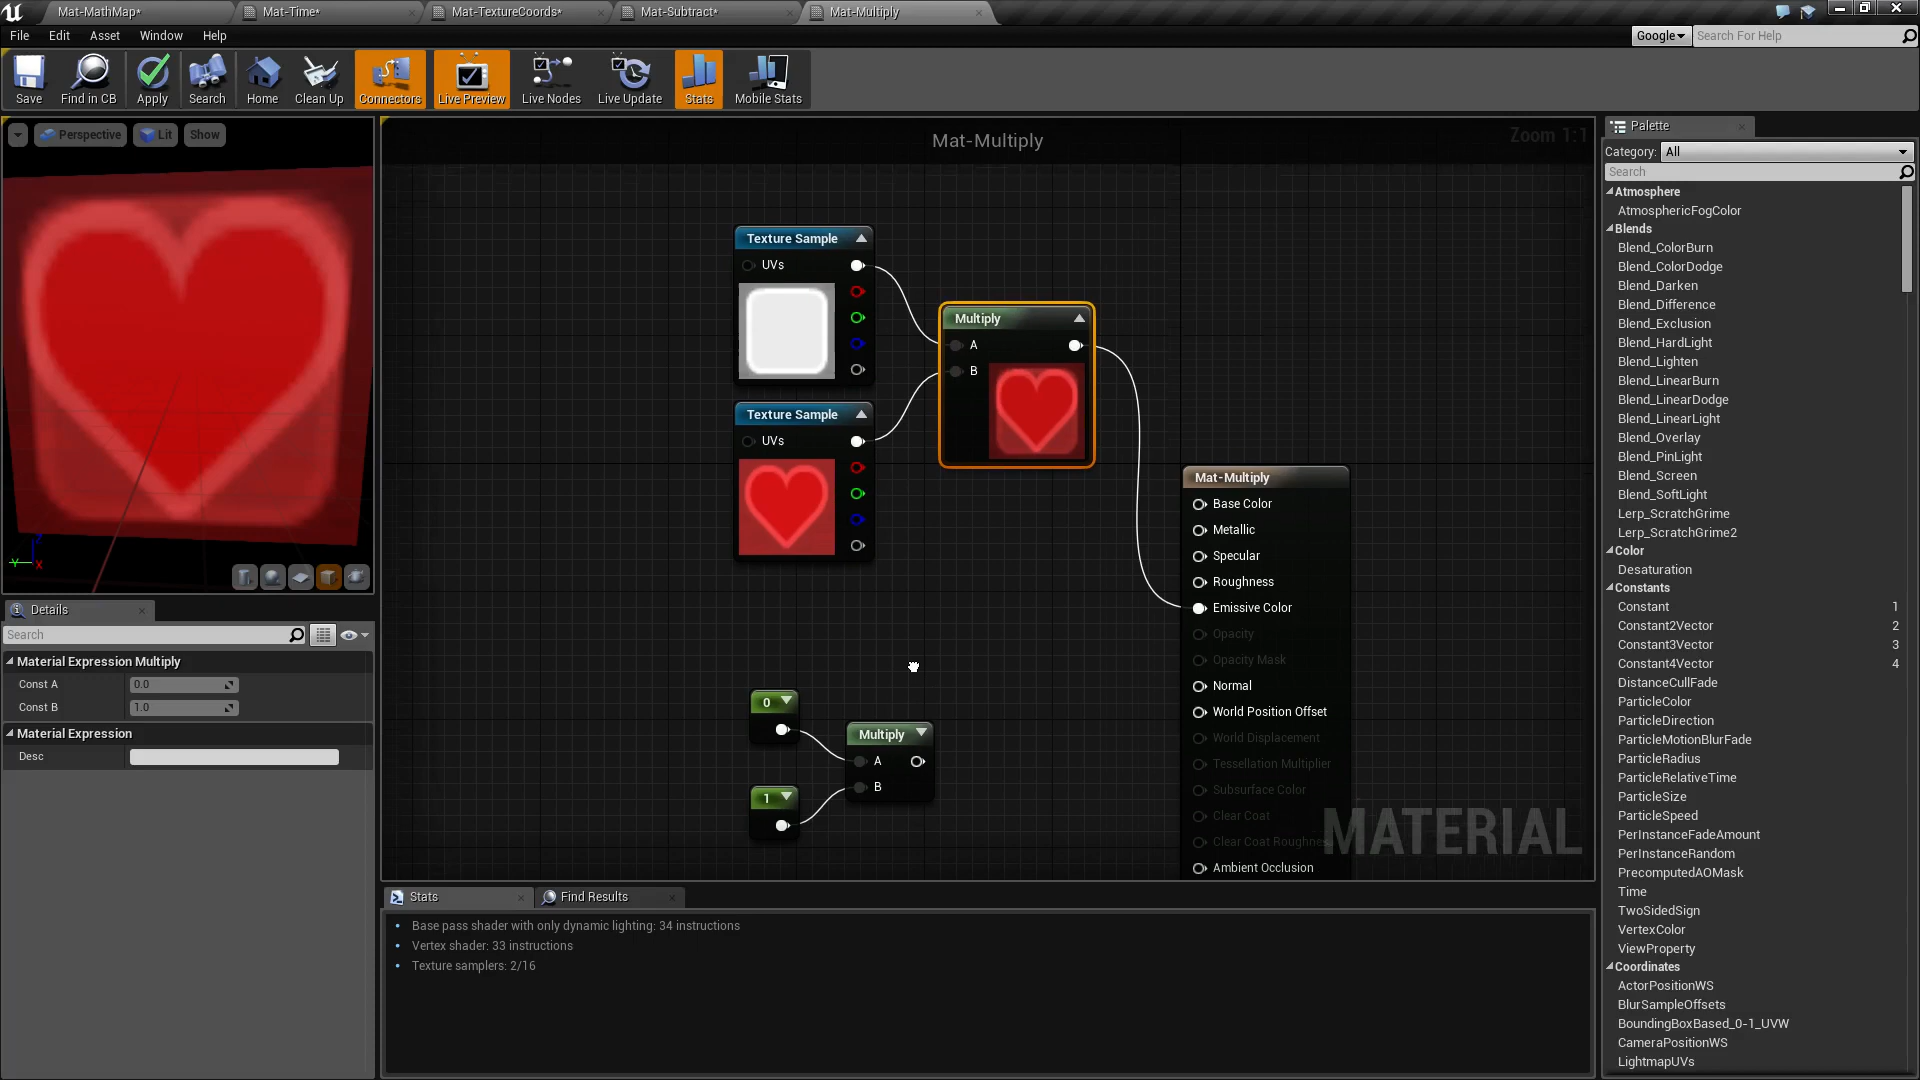 Mat-MathMap*
Mat-Time*
Mat-TextureCoords*
Mat-Subtract*
Mat-Multiply
File
Edit
Asset
Window
Help
Google
Search For Help
Save
Find in CB
Apply
Search
Home
Clean Up
Connectors
Live Preview
Live Nodes
Live Update
Stats
Mobile Stats
Perspective
Lit
Show
Z
Y
X
Details
Search
Material Expression Multiply
Const A
0.0
Const B
1.0
Material Expression
Desc
Mat-Multiply
Zoom 1:1
Texture Sample
UVs
Texture Sample
UVs
Multiply
A
B
0
1
Multiply
A
B
Mat-Multiply
Base Color
Metallic
Specular
Roughness
Emissive Color
Opacity
Opacity Mask
Normal
World Position Offset
World Displacement
Tessellation Multiplier
Subsurface Color
Clear Coat
Clear Coat Roughnes
Ambient Occlusion
MATERIAL
Stats
Find Results
Base pass shader with only dynamic lighting: 34 instructions
Vertex shader: 33 instructions
Texture samplers: 2/16
Palette
Category: All
Search
Atmosphere
AtmosphericFogColor
Blends
Blend_ColorBurn
Blend_ColorDodge
Blend_Darken
Blend_Difference
Blend_Exclusion
Blend_HardLight
Blend_Lighten
Blend_LinearBurn
Blend_LinearDodge
Blend_LinearLight
Blend_Overlay
Blend_PinLight
Blend_Screen
Blend_SoftLight
Lerp_ScratchGrime
Lerp_ScratchGrime2
Color
Desaturation
Constants
Constant 1
Constant2Vector 2
Constant3Vector 3
Constant4Vector 4
DistanceCullFade
ParticleColor
ParticleDirection
ParticleMotionBlurFade
ParticleRadius
ParticleRelativeTime
ParticleSize
ParticleSpeed
PerInstanceFadeAmount
PerInstanceRandom
PrecomputedAOMask
Time
TwoSidedSign
VertexColor
ViewProperty
Coordinates
ActorPositionWS
BlurSampleOffsets
BoundingBoxBased_0-1_UVW
CameraPositionWS
LightmapUVs